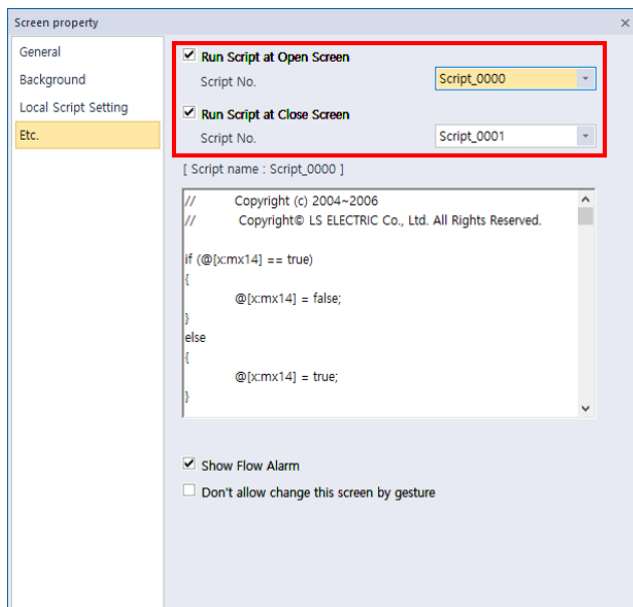 Screen property
General
Background
Local Script Setting
Etc.
Run Script at Open Screen
Script No. Script_0000
Run Script at Close Screen
Script No. Script_0001
[ Script name : Script_0000 ]
// Copyright (c) 2004~2006
// Copyright© LS ELECTRIC Co., Ltd. All Rights Reserved.
if (@[x:mx14] == true)
{
@[x:mx14] = false;
}
else
{
@[x:mx14] = true;
}
Show Flow Alarm
Don't allow change this screen by gesture